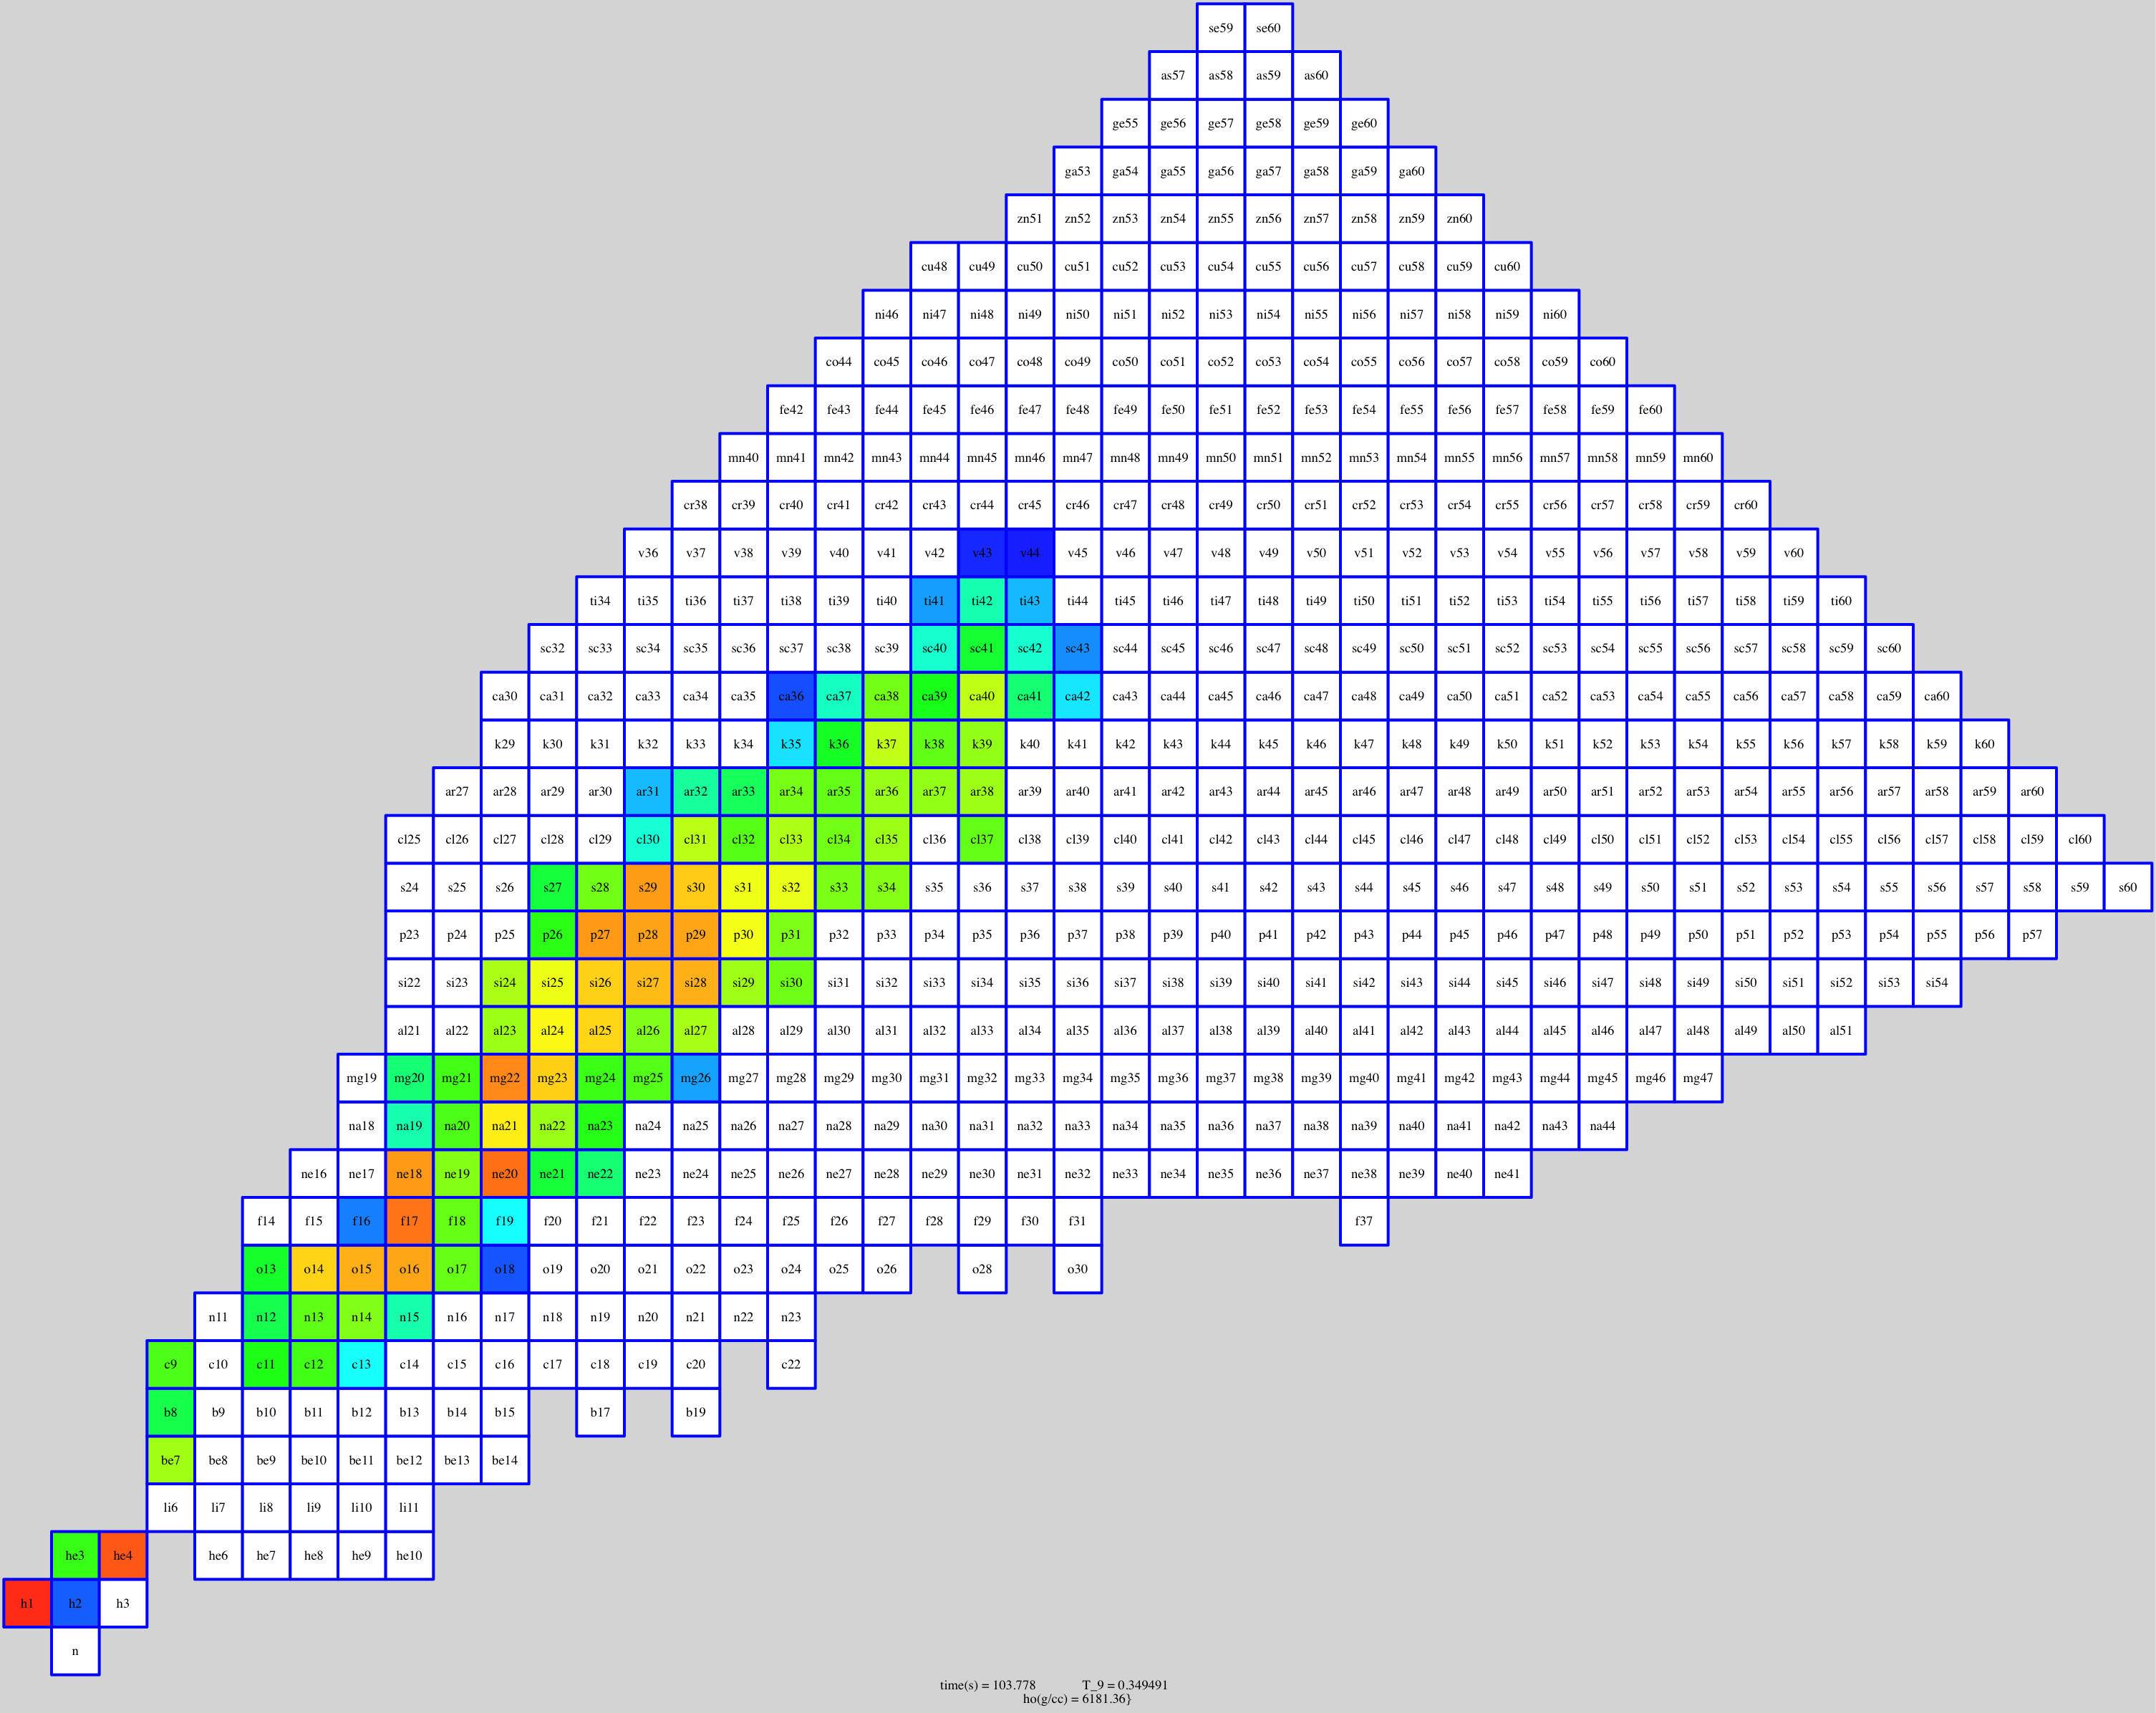 se59 se60
as57 as58 as59 as60
ge55 ge56 ge57 ge58 ge59 ge60
ga53 ga54 ga55 ga56 ga57 ga58 ga59 ga60
zn51 zn52 zn53 zn54 zn55 zn56 zn57 zn58 zn59 zn60
cu48 cu49 cu50 cu51 cu52 cu53 cu54 cu55 cu56 cu57 cu58 cu59 cu60
ni46 ni47 ni48 ni49 ni50 ni51 ni52 ni53 ni54 ni55 ni56 ni57 ni58 ni59 ni60
co44 co45 co46 co47 co48 co49 co50 co51 co52 co53 co54 co55 co56 co57 co58 co59 co60
fe42 fe43 fe44 fe45 fe46 fe47 fe48 fe49 fe50 fe51 fe52 fe53 fe54 fe55 fe56 fe57 fe58 fe59 fe60
mn40 mn41 mn42 mn43 mn44 mn45 mn46 mn47 mn48 mn49 mn50 mn51 mn52 mn53 mn54 mn55 mn56 mn57 mn58 mn59 mn60
cr38 cr39 cr40 cr41 cr42 cr43 cr44 cr45 cr46 cr47 cr48 cr49 cr50 cr51 cr52 cr53 cr54 cr55 cr56 cr57 cr58 cr59 cr60
v36 v37 v38 v39 v40 v41 v42 v43 v44 v45 v46 v47 v48 v49 v50 v51 v52 v53 v54 v55 v56 v57 v58 v59 v60
ti34 ti35 ti36 ti37 ti38 ti39 ti40 ti41 ti42 ti43 ti44 ti45 ti46 ti47 ti48 ti49 ti50 ti51 ti52 ti53 ti54 ti55 ti56 ti57 ti58 ti59 ti60
sc32 sc33 sc34 sc35 sc36 sc37 sc38 sc39 sc40 sc41 sc42 sc43 sc44 sc45 sc46 sc47 sc48 sc49 sc50 sc51 sc52 sc53 sc54 sc55 sc56 sc57 sc58 sc59 sc60
ca30 ca31 ca32 ca33 ca34 ca35 ca36 ca37 ca38 ca39 ca40 ca41 ca42 ca43 ca44 ca45 ca46 ca47 ca48 ca49 ca50 ca51 ca52 ca53 ca54 ca55 ca56 ca57 ca58 ca59 ca60
k29 k30 k31 k32 k33 k34 k35 k36 k37 k38 k39 k40 k41 k42 k43 k44 k45 k46 k47 k48 k49 k50 k51 k52 k53 k54 k55 k56 k57 k58 k59 k60
ar27 ar28 ar29 ar30 ar31 ar32 ar33 ar34 ar35 ar36 ar37 ar38 ar39 ar40 ar41 ar42 ar43 ar44 ar45 ar46 ar47 ar48 ar49 ar50 ar51 ar52 ar53 ar54 ar55 ar56 ar57 ar58 ar59 ar60
cl25 cl26 cl27 cl28 cl29 cl30 cl31 cl32 cl33 cl34 cl35 cl36 cl37 cl38 cl39 cl40 cl41 cl42 cl43 cl44 cl45 cl46 cl47 cl48 cl49 cl50 cl51 cl52 cl53 cl54 cl55 cl56 cl57 cl58 cl59 cl60
s24 s25 s26 s27 s28 s29 s30 s31 s32 s33 s34 s35 s36 s37 s38 s39 s40 s41 s42 s43 s44 s45 s46 s47 s48 s49 s50 s51 s52 s53 s54 s55 s56 s57 s58 s59 s60
p23 p24 p25 p26 p27 p28 p29 p30 p31 p32 p33 p34 p35 p36 p37 p38 p39 p40 p41 p42 p43 p44 p45 p46 p47 p48 p49 p50 p51 p52 p53 p54 p55 p56 p57
si22 si23 si24 si25 si26 si27 si28 si29 si30 si31 si32 si33 si34 si35 si36 si37 si38 si39 si40 si41 si42 si43 si44 si45 si46 si47 si48 si49 si50 si51 si52 si53 si54
al21 al22 al23 al24 al25 al26 al27 al28 al29 al30 al31 al32 al33 al34 al35 al36 al37 al38 al39 al40 al41 al42 al43 al44 al45 al46 al47 al48 al49 al50 al51
mg19 mg20 mg21 mg22 mg23 mg24 mg25 mg26 mg27 mg28 mg29 mg30 mg31 mg32 mg33 mg34 mg35 mg36 mg37 mg38 mg39 mg40 mg41 mg42 mg43 mg44 mg45 mg46 mg47
na18 na19 na20 na21 na22 na23 na24 na25 na26 na27 na28 na29 na30 na31 na32 na33 na34 na35 na36 na37 na38 na39 na40 na41 na42 na43 na44
ne16 ne17 ne18 ne19 ne20 ne21 ne22 ne23 ne24 ne25 ne26 ne27 ne28 ne29 ne30 ne31 ne32 ne33 ne34 ne35 ne36 ne37 ne38 ne39 ne40 ne41
f14 f15 f16 f17 f18 f19 f20 f21 f22 f23 f24 f25 f26 f27 f28 f29 f30 f31 f37
o13 o14 o15 o16 o17 o18 o19 o20 o21 o22 o23 o24 o25 o26 o28 o30
n11 n12 n13 n14 n15 n16 n17 n18 n19 n20 n21 n22 n23
c9 c10 c11 c12 c13 c14 c15 c16 c17 c18 c19 c20 c22
b8 b9 b10 b11 b12 b13 b14 b15 b17 b19
be7 be8 be9 be10 be11 be12 be13 be14
li6 li7 li8 li9 li10 li11
he3 he4 he6 he7 he8 he9 he10
h1 h2 h3
n
time(s) = 103.778 T_9 = 0.349491
ho(g/cc) = 6181.36}